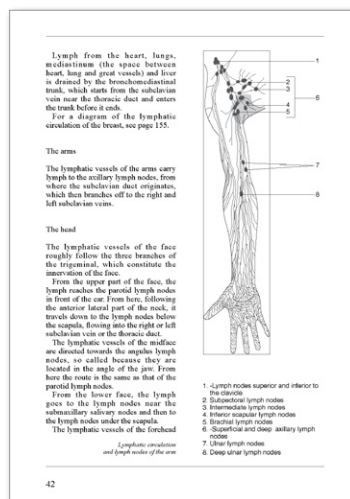 Lymph from the heart, lungs,
mediastinum (the space between
heart, lung and great vessels) and liver
is drained by the bronchomediastinal
trunk, which starts from the subclavian
vein near the thoracic duct and enters
the trunk before it ends.
For a diagram of the lymphatic
circulation of the breast, see page 155.
The arms
The lymphatic vessels of the arms carry
lymph to the axillary lymph nodes, from
where the subclavian duct originates,
which then branches off to the right and
left subclavian veins.
The head
The lymphatic vessels of the face
roughly follow the three branches of
the trigeminal, which constitute the
innervation of the face.
From the upper part of the face, the
lymph reaches the parotid lymph nodes
in front of the ear. From here, following
the anterior lateral part of the neck, it
travels down to the lymph nodes below
the scapula, flowing into the right or left
subclavian vein or the thoracic duct.
The lymphatic vessels of the midface
are directed towards the angulus lymph
nodes, so called because they are
located in the angle of the jaw. From
here the route is the same as that of the
parotid lymph nodes.
From the lower face, the lymph
goes to the lymph nodes near the
submaxillary salivary nodes and then to
the lymph nodes under the scapula.
The lymphatic vessels of the forehead
Lymphatic circulation
and lymph nodes of the arm
42
1
2
3
6
4
5
7
8
1. -Lymph nodes superior and inferior to
the clavicle
2. Subpectoral lymph nodes
3. Intermediate lymph nodes
4. Inferior scapular lymph nodes
5. Brachial lymph nodes
6. -Superficial and deep axillary lymph
nodes
7. Ulnar lymph nodes
8. Deep ulnar lymph nodes